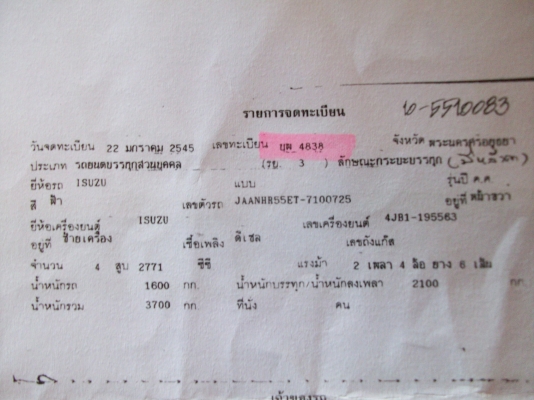 รายการจดทะเบียน
วันจดทะเบียน 22 มกราคม 2545 เลขทะเบียน บุผ 4838 จังหวัด พระนครศรีอยุธยา
ประเภท รถยนต์บรรทุกส่วนบุคคล (รย. 3 ) ลักษณะกระบะบรรทุก
ยี่ห้อรถ ISUZU แบบ รุ่นปี ค.ศ.
สี ฟ้า เลขตัวรถ JAANHR55ET-7100725 อยู่ที่ หน้าขวา
ยี่ห้อเครื่องยนต์ ISUZU เลขเครื่องยนต์ 4JB1-195563
อยู่ที่ ซ้ายเครื่อง เชื้อเพลิง ดีเซล เลขถังแก๊ส
จำนวน 4 สูบ 2771 ซีซี แรงม้า 2 เพลา 4 ล้อ ยาง 6 เส้น
น้ำหนักรถ 1600 กก. น้ำหนักบรรทุก/น้ำหนักลงเพลา 2100 กก.
น้ำหนักรวม 3700 กก. ที่นั่ง คน
เจ้าของรถ